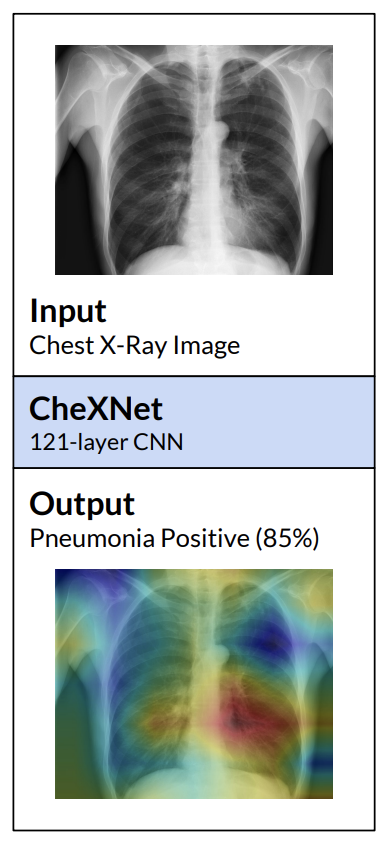 Input
Chest X-Ray Image
CheXNet
121-layer CNN
Output
Pneumonia Positive (85%)